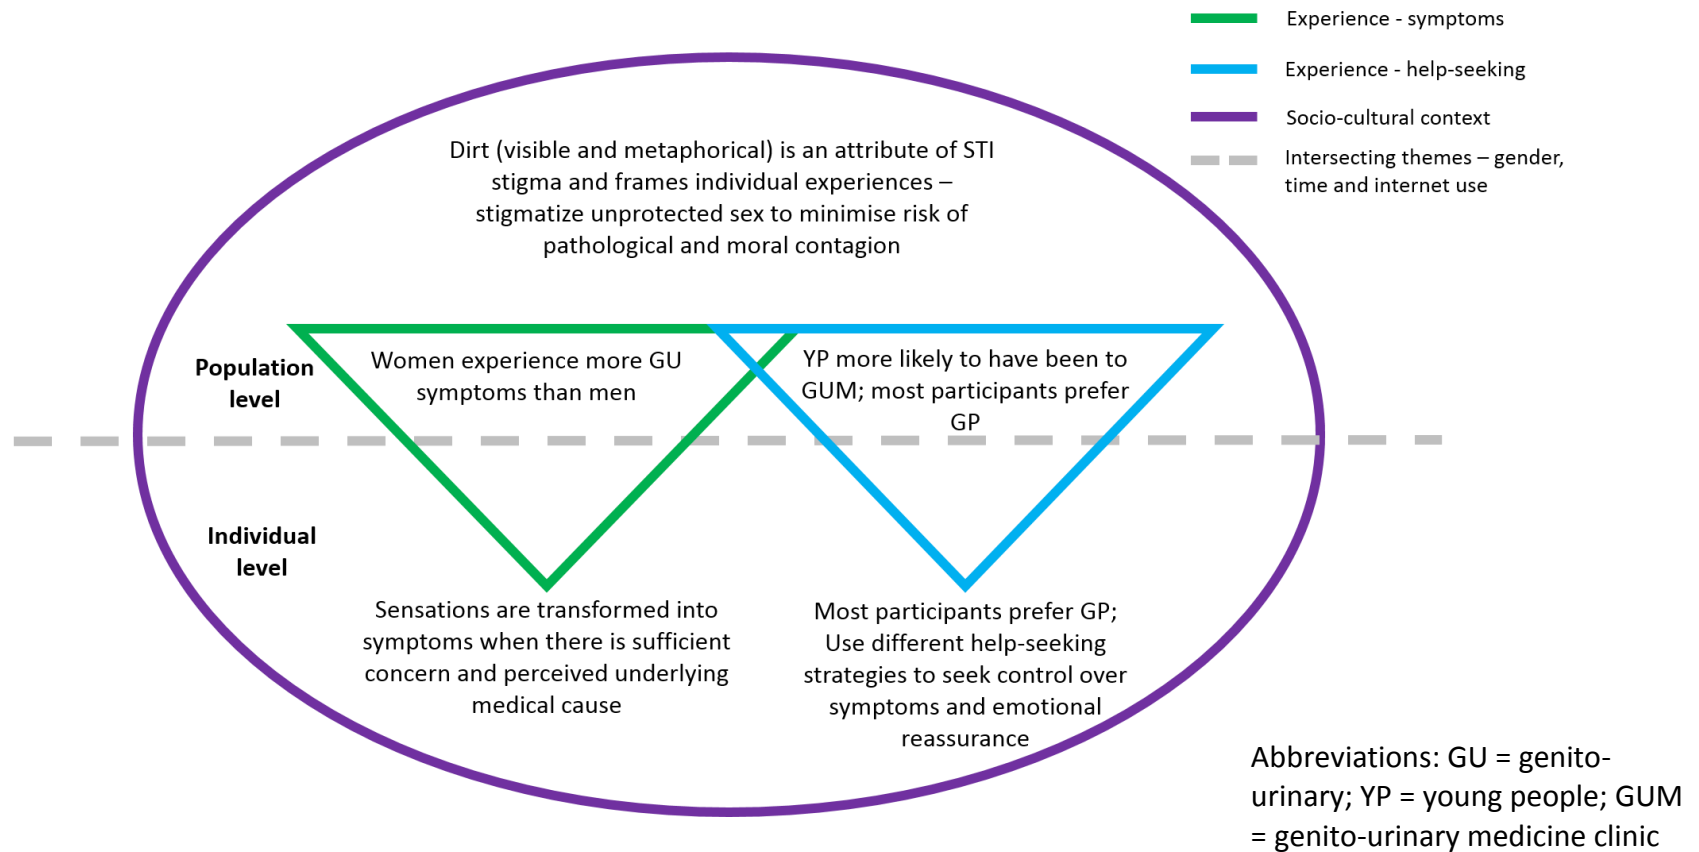 Experience - symptoms
Experience - help-seeking
Socio-cultural context
Intersecting themes – gender,
time and internet use
Dirt (visible and metaphorical) is an attribute of STI
stigma and frames individual experiences –
stigmatize unprotected sex to minimise risk of
pathological and moral contagion
Population
level
Women experience more GU
symptoms than men
YP more likely to have been to
GUM; most participants prefer
GP
Individual
level
Sensations are transformed into
symptoms when there is sufficient
concern and perceived underlying
medical cause
Most participants prefer GP;
Use different help-seeking
strategies to seek control over
symptoms and emotional
reassurance
Abbreviations: GU = genito-
urinary; YP = young people; GUM
= genito-urinary medicine clinic